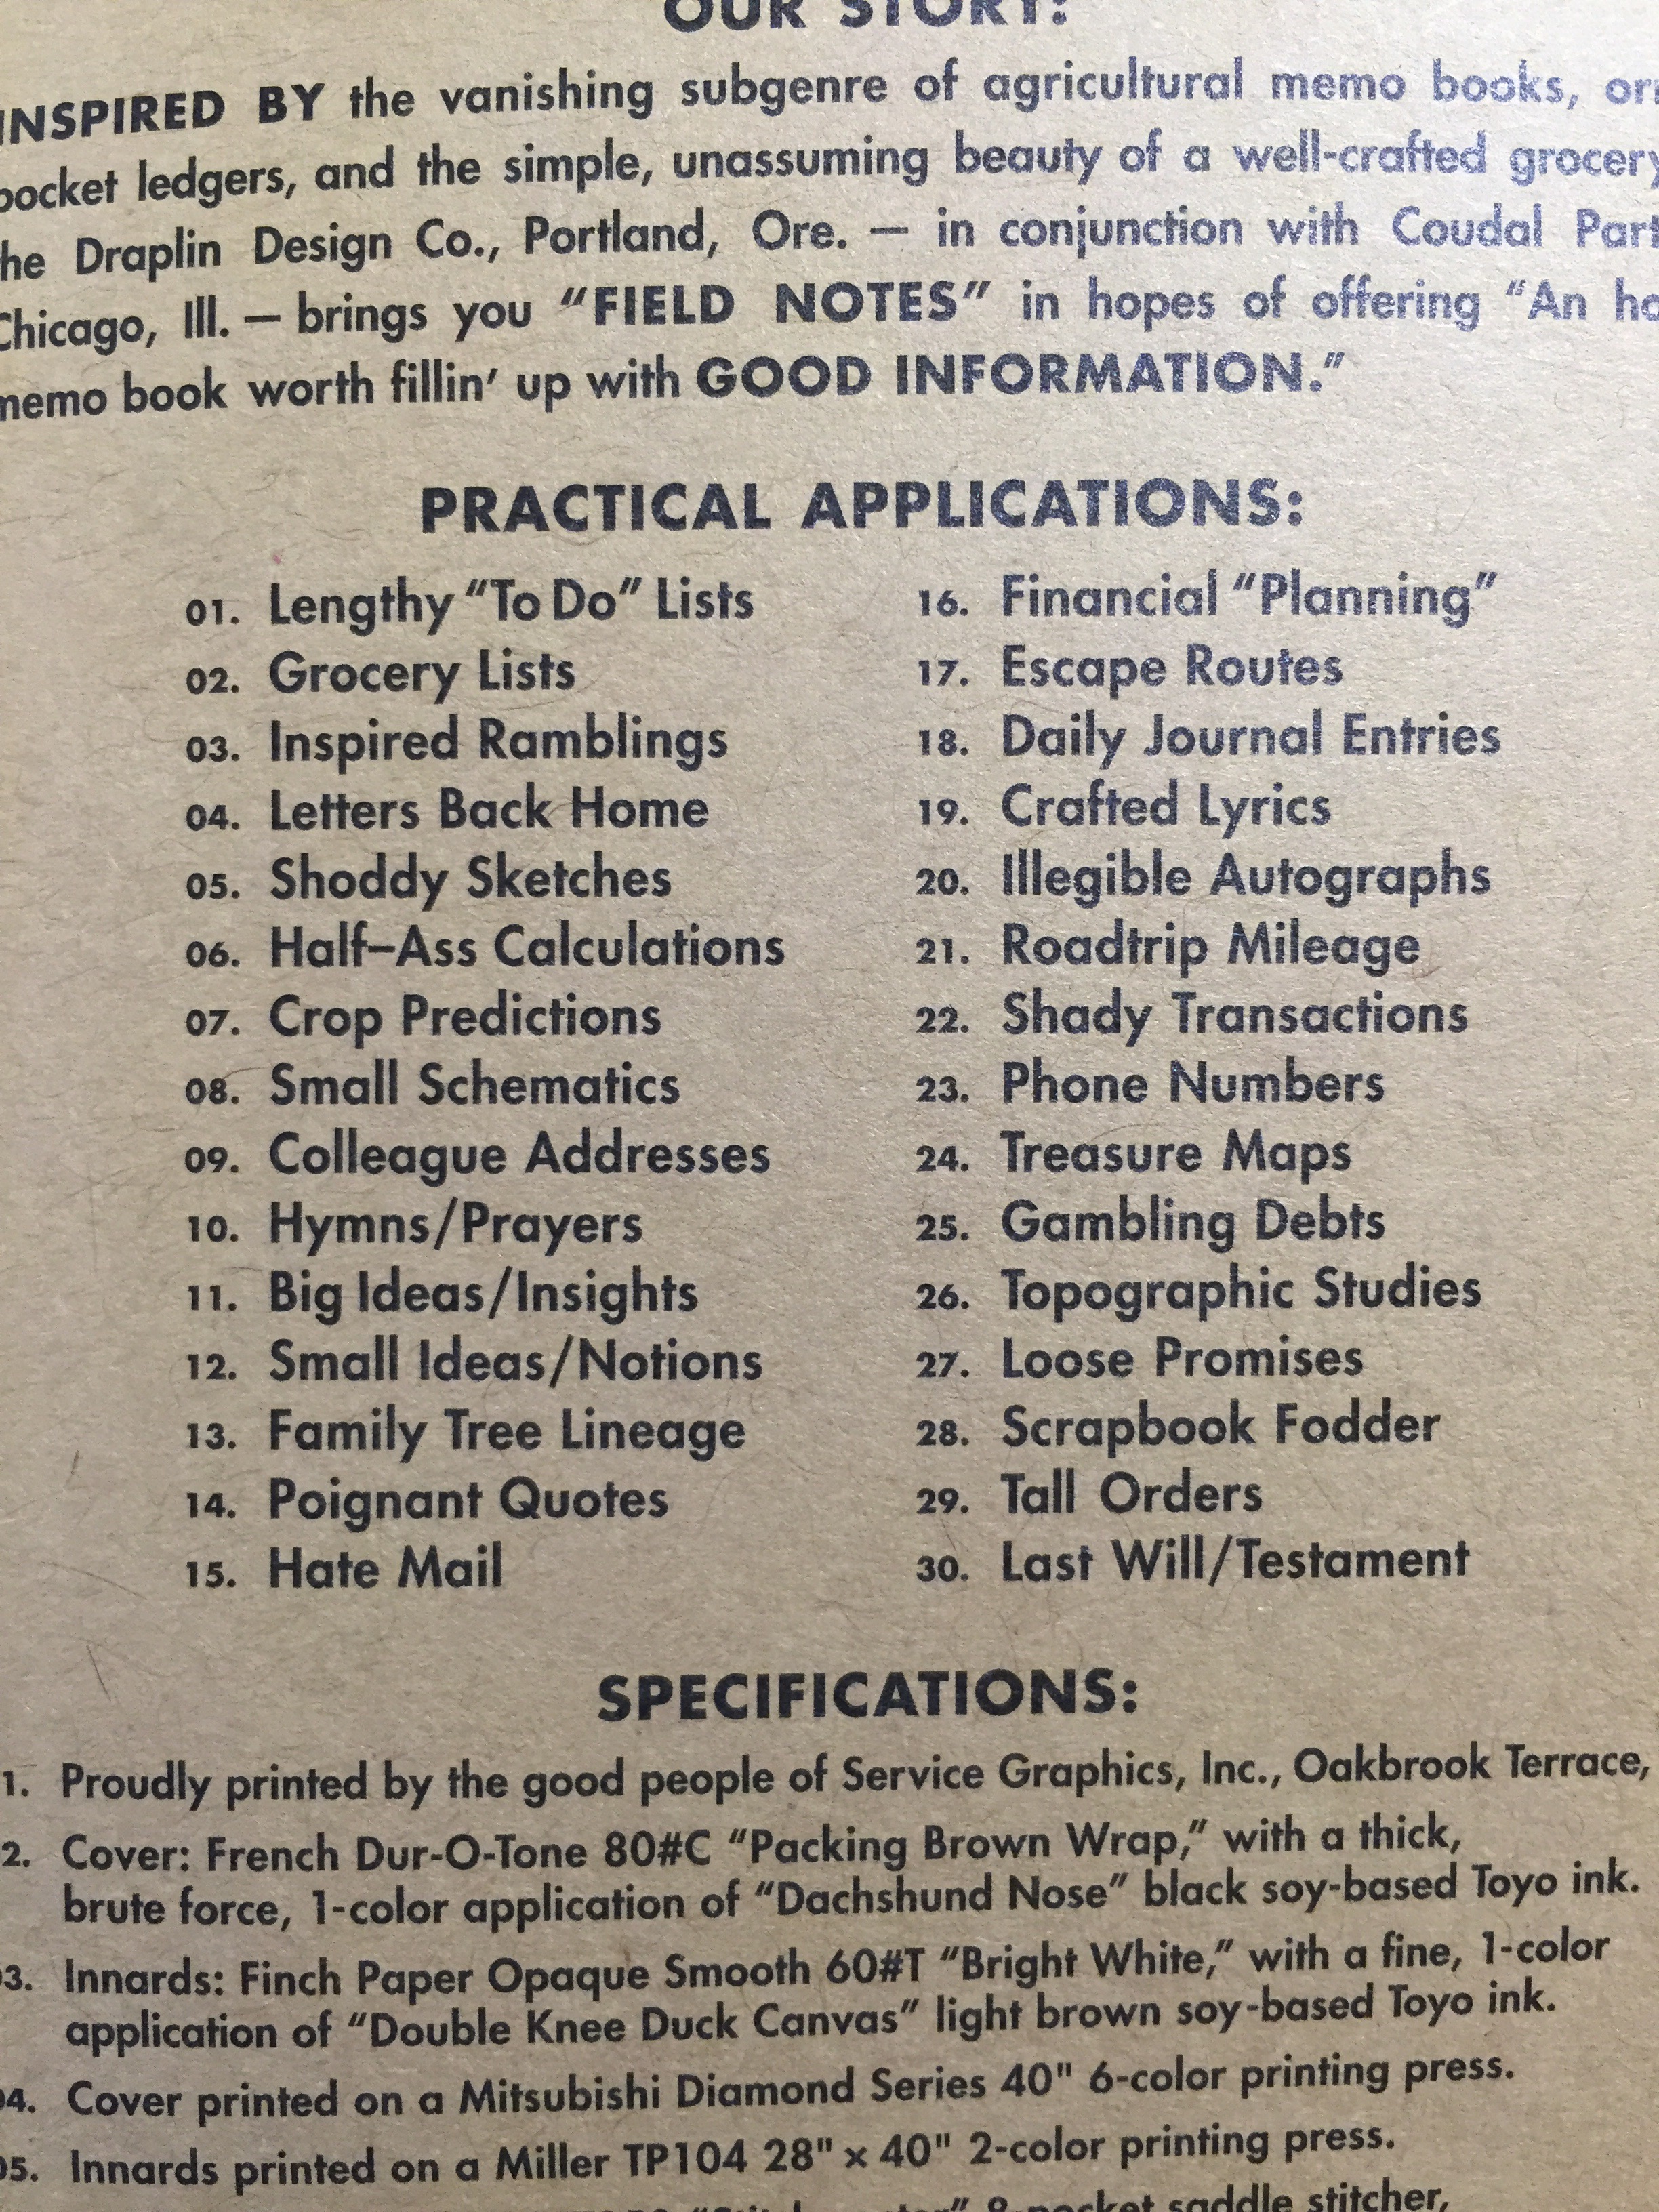 OUR STORY:
INSPIRED BY the vanishing subgenre of agricultural memo books,
pocket ledgers, and the simple, unassuming beauty of a well-crafted grocery
the Draplin Design Co., Portland, Ore. — in conjunction with Coudal
Chicago, Ill. — brings you “FIELD NOTES” in hopes of offering “An
memo book worth fillin’ up with GOOD INFORMATION.”
PRACTICAL APPLICATIONS:
01. Lengthy “To Do” Lists
02. Grocery Lists
03. Inspired Ramblings
04. Letters Back Home
05. Shoddy Sketches
06. Half–Ass Calculations
07. Crop Predictions
08. Small Schematics
09. Colleague Addresses
10. Hymns/Prayers
11. Big Ideas/Insights
12. Small Ideas/Notions
13. Family Tree Lineage
14. Poignant Quotes
15. Hate Mail
16. Financial “Planning”
17. Escape Routes
18. Daily Journal Entries
19. Crafted Lyrics
20. Illegible Autographs
21. Roadtrip Mileage
22. Shady Transactions
23. Phone Numbers
24. Treasure Maps
25. Gambling Debts
26. Topographic Studies
27. Loose Promises
28. Scrapbook Fodder
29. Tall Orders
30. Last Will/Testament
SPECIFICATIONS:
1. Proudly printed by the good people of Service Graphics, Inc., Oakbrook Terrace,
2. Cover: French Dur-O-Tone 80#C “Packing Brown Wrap,” with a thick,
brute force, 1-color application of “Dachshund Nose” black soy-based Toyo ink.
03. Innards: Finch Paper Opaque Smooth 60#T “Bright White,” with a fine, 1-color
application of “Double Knee Duck Canvas” light brown soy-based Toyo ink.
04. Cover printed on a Mitsubishi Diamond Series 40" 6-color printing press.
05. Innards printed on a Miller TP104 28" x 40" 2-color printing press.
8-pocket saddle stitcher,